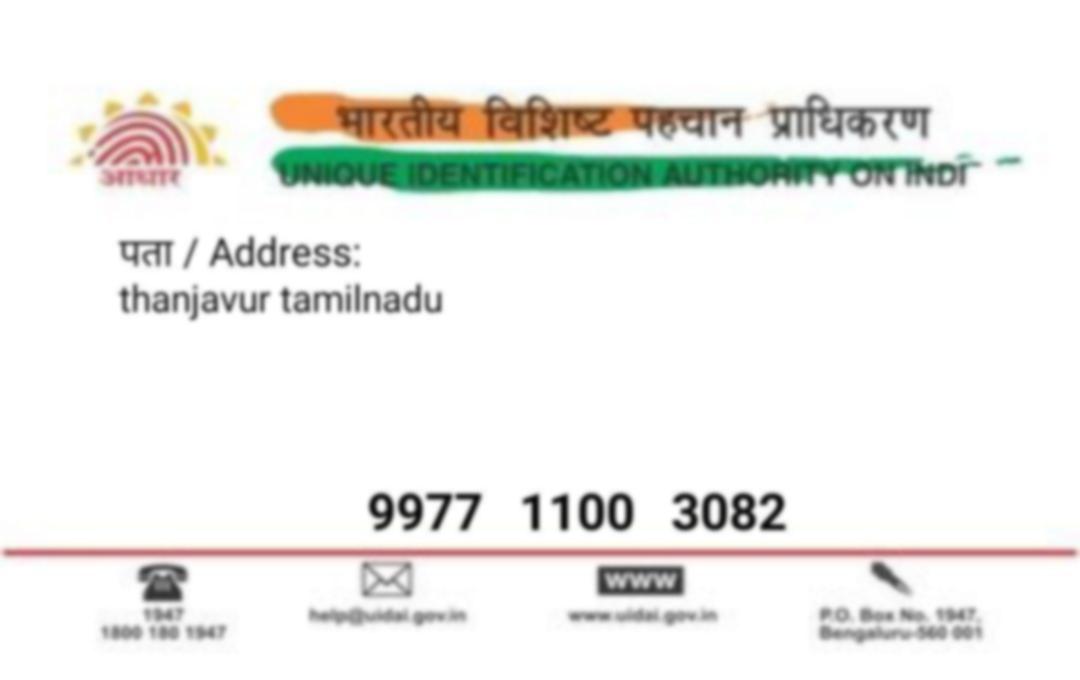 आधार
भारतीय विशिष्ट पहचान प्राधिकरण
UNIQUE IDENTIFICATION AUTHORITY ON INDI
पता / Address:
thanjavur tamilnadu
9977 1100 3082
1947
1800 180 1947
help@uidai.gov.in
www
www.uidai.gov.in
P.O. Box No. 1947,
Bengaluru-560 001